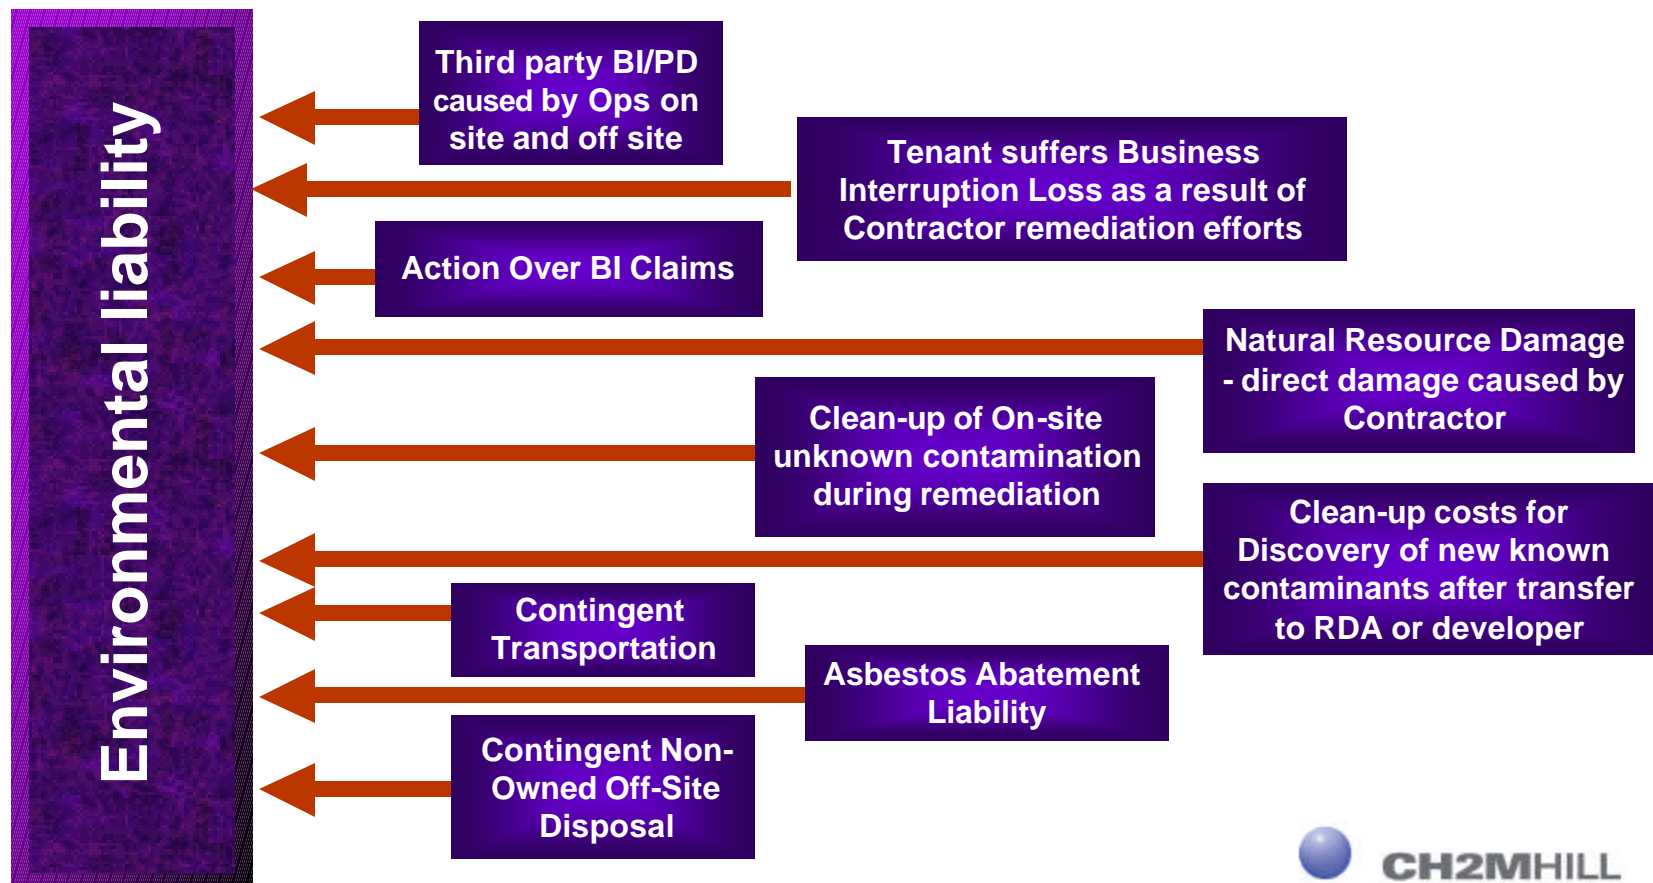 Environmental liability
Third party BI/PD
caused by Ops on
site and off site
Tenant suffers Business
Interruption Loss as a result of
Contractor remediation efforts
Action Over BI Claims
Natural Resource Damage
- direct damage caused by
Contractor
Clean-up of On-site
unknown contamination
during remediation
Clean-up costs for
Discovery of new known
contaminants after transfer
to RDA or developer
Contingent
Transportation
Asbestos Abatement
Liability
Contingent Non-
Owned Off-Site
Disposal
CH2MHILL